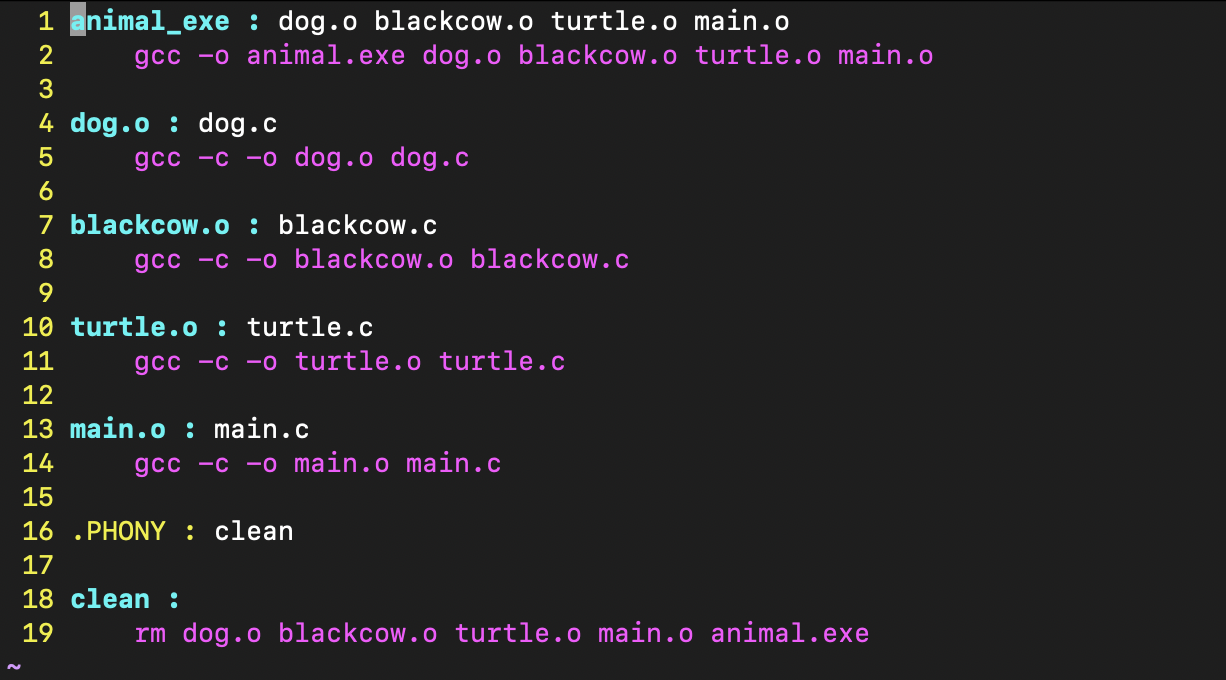 1 animal_exe : dog.o blackcow.o turtle.o main.o
2     gcc -o animal.exe dog.o blackcow.o turtle.o main.o
3
4 dog.o : dog.c
5     gcc -c -o dog.o dog.c
6
7 blackcow.o : blackcow.c
8     gcc -c -o blackcow.o blackcow.c
9
10 turtle.o : turtle.c
11     gcc -c -o turtle.o turtle.c
12
13 main.o : main.c
14     gcc -c -o main.o main.c
15
16 .PHONY : clean
17
18 clean :
19     rm dog.o blackcow.o turtle.o main.o animal.exe
~